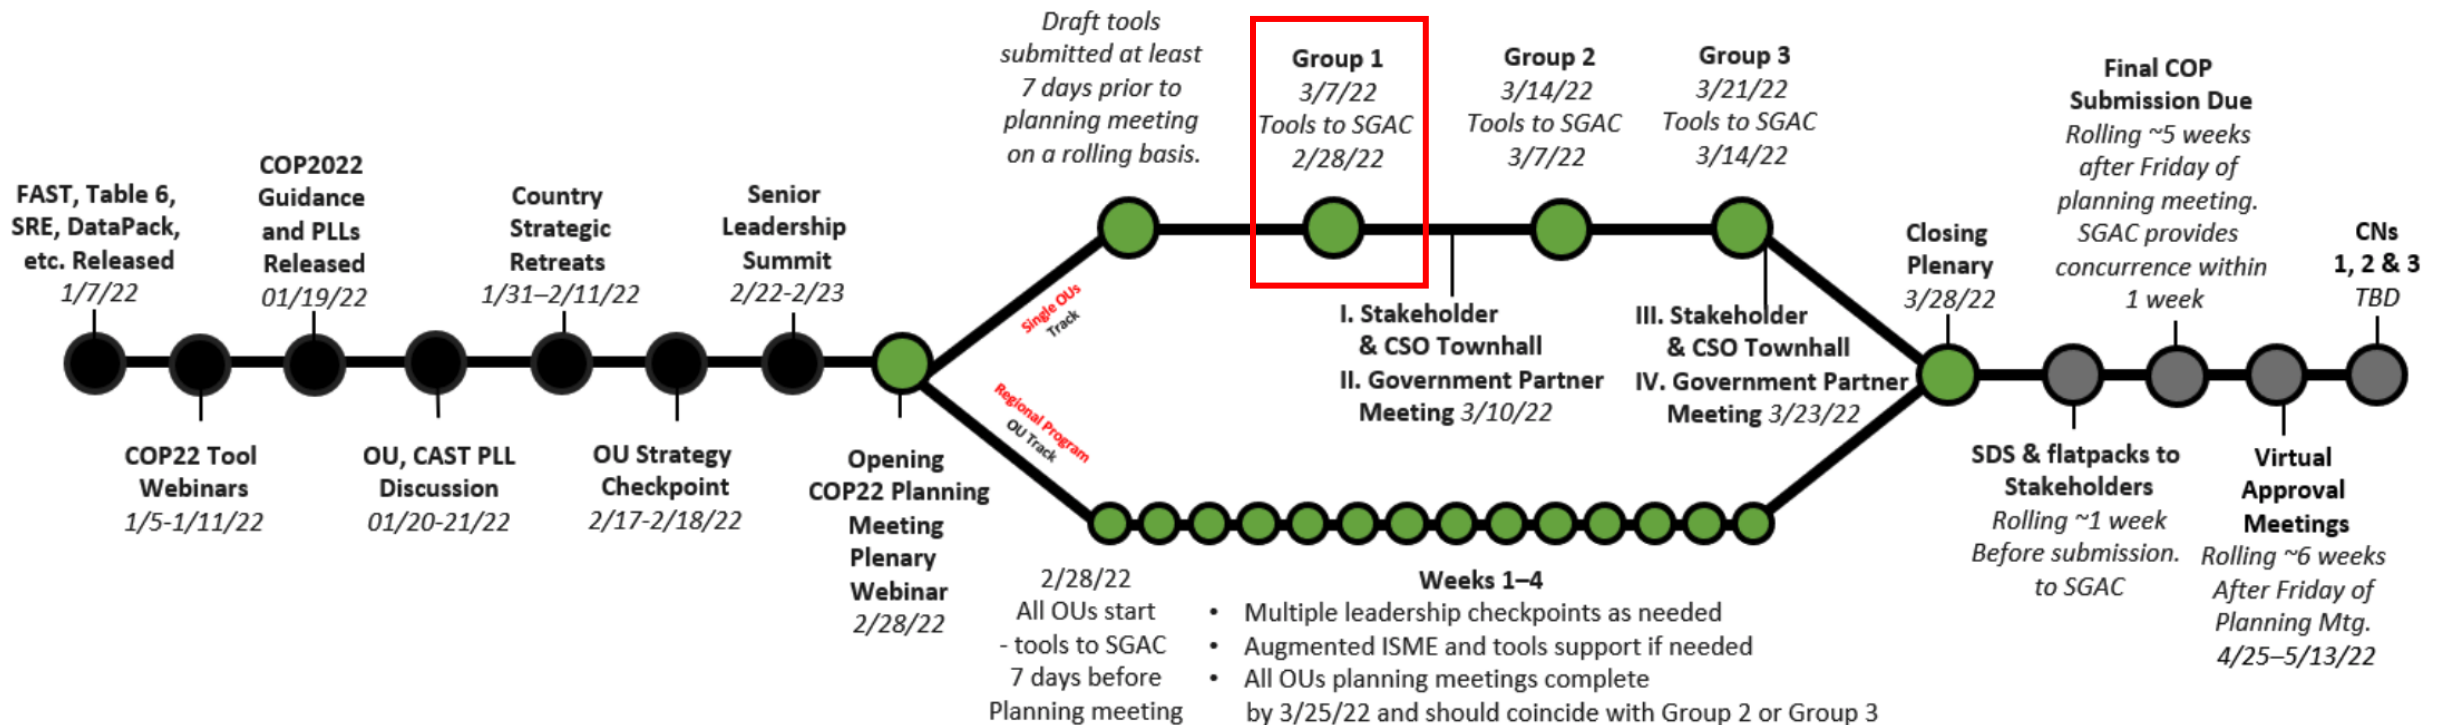 FAST, Table 6,
SRE, DataPack,
etc. Released
1/7/22
COP22 Tool
Webinars
1/5-1/11/22
COP2022
Guidance
and PLLs
Released
01/19/22
OU, CAST PLL
Discussion
01/20-21/22
Country
Strategic
Retreats
1/31–2/11/22
OU Strategy
Checkpoint
2/17-2/18/22
Senior
Leadership
Summit
2/22-2/23
Opening
COP22 Planning
Meeting
Plenary
Webinar
2/28/22
Single OUs
Track
Draft tools
submitted at least
7 days prior to
planning meeting
on a rolling basis.
Group 1
3/7/22
Tools to SGAC
2/28/22
I. Stakeholder
& CSO Townhall
II. Government Partner
Meeting 3/10/22
Group 2
3/14/22
Tools to SGAC
3/7/22
Group 3
3/21/22
Tools to SGAC
3/14/22
III. Stakeholder
& CSO Townhall
IV. Government Partner
Meeting 3/23/22
Regional Program
OU Track
2/28/22
All OUs start
- tools to SGAC
7 days before
Planning meeting
Weeks 1–4
• Multiple leadership checkpoints as needed
• Augmented ISME and tools support if needed
• All OUs planning meetings complete
by 3/25/22 and should coincide with Group 2 or Group 3
Closing
Plenary
3/28/22
SDS & flatpacks to
Stakeholders
Rolling ~1 week
Before submission.
to SGAC
Final COP
Submission Due
Rolling ~5 weeks
after Friday of
planning meeting.
SGAC provides
concurrence within
1 week
Virtual
Approval
Meetings
Rolling ~6 weeks
After Friday of
Planning Mtg.
4/25–5/13/22
CNs
1, 2 & 3
TBD